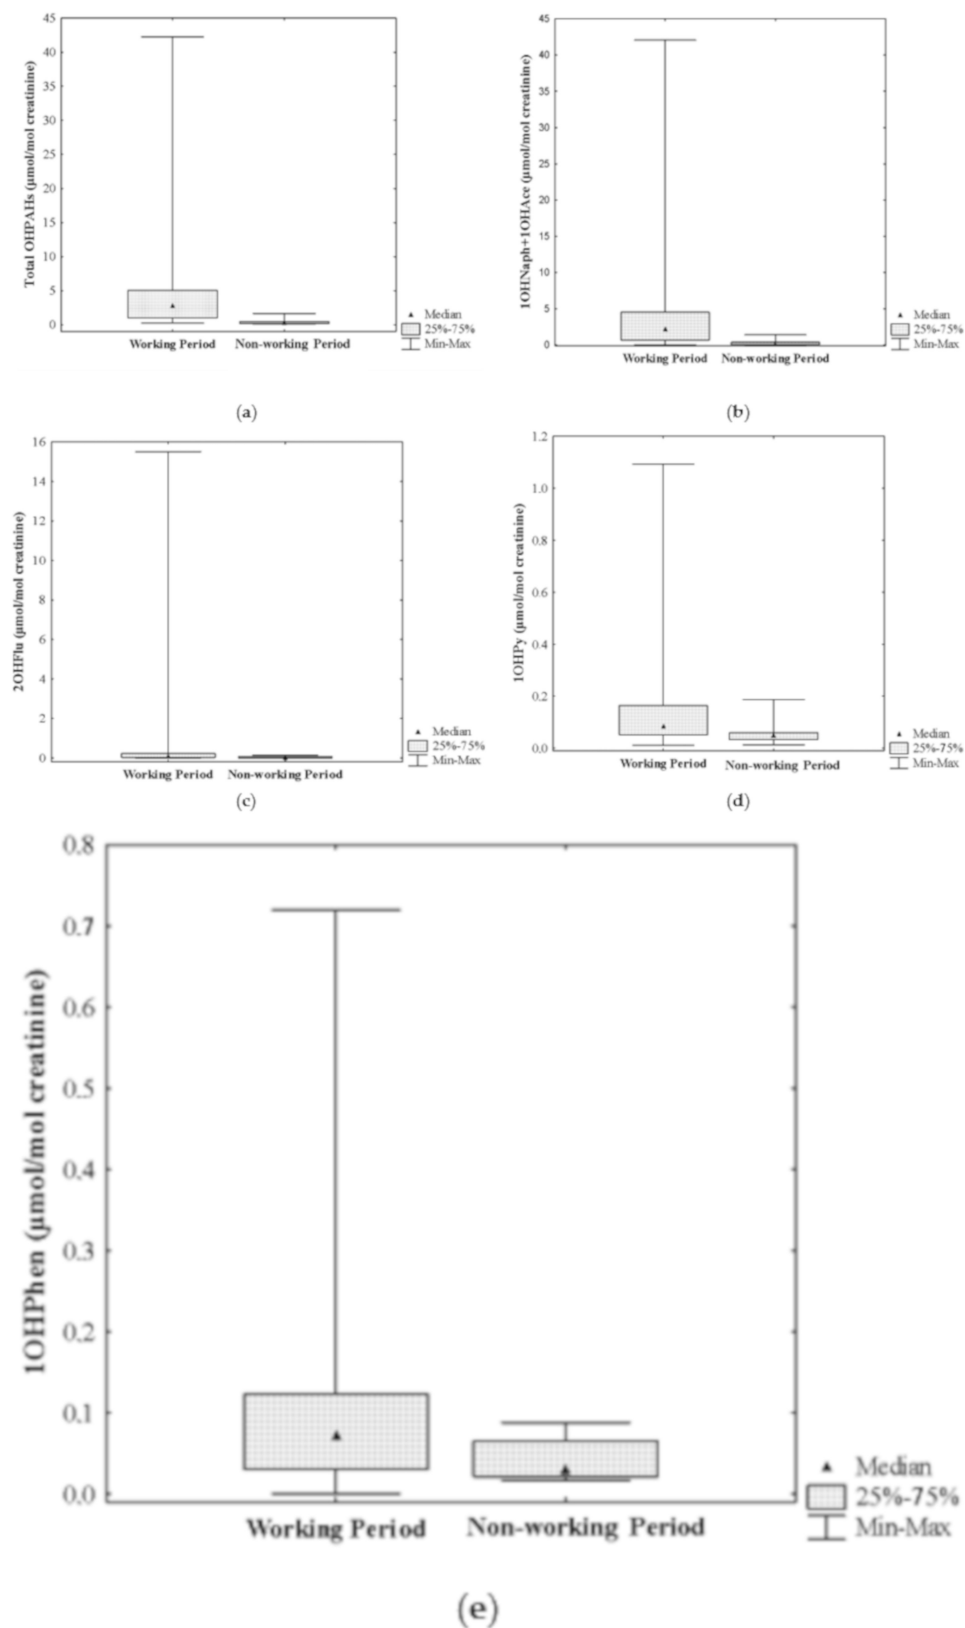 45
40
35
30
25
20
15
10
5
0
Total OHPAHs (μmol/mol creatinine)
Working Period Non-working Period
Median
25%-75%
Min-Max
(a)
45
40
35
30
25
20
15
10
5
0
1OHNaph+1OHAce (μmol/mol creatinine)
Working Period Non-working Period
Median
25%-75%
Min-Max
(b)
16
14
12
10
8
6
4
2
0
2OHFlu (μmol/mol creatinine)
Working Period Non-working Period
Median
25%-75%
Min-Max
(c)
1.2
1.0
0.8
0.6
0.4
0.2
0.0
1OHPy (μmol/mol creatinine)
Working Period Non-working Period
Median
25%-75%
Min-Max
(d)
0.8
0.7
0.6
0.5
0.4
0.3
0.2
0.1
0.0
1OHPhen (μmol/mol creatinine)
Working Period Non-working Period
Median
25%-75%
Min-Max
(e)